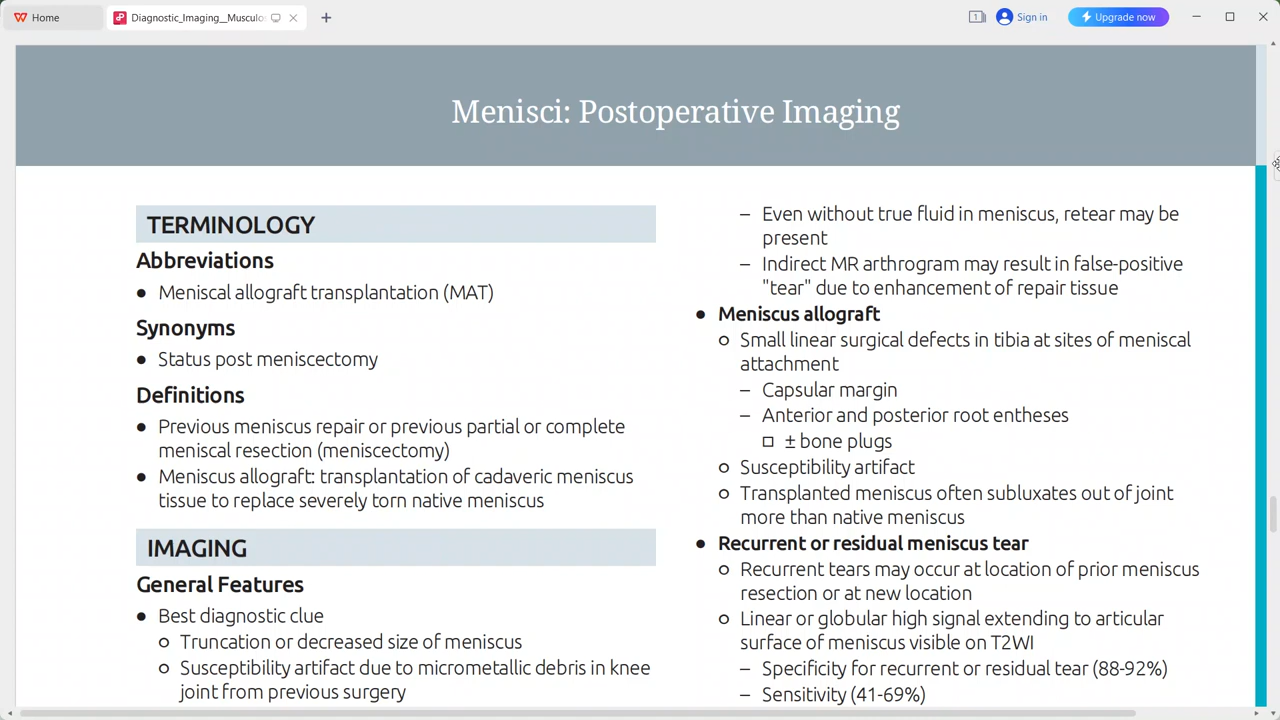 Home
Diagnostic_Imaging__Musculos
1
Sign in
Upgrade now
Menisci: Postoperative Imaging
TERMINOLOGY
Abbreviations
● Meniscal allograft transplantation (MAT)
Synonyms
● Status post meniscectomy
Definitions
● Previous meniscus repair or previous partial or complete
meniscal resection (meniscectomy)
● Meniscus allograft: transplantation of cadaveric meniscus
tissue to replace severely torn native meniscus
IMAGING
General Features
● Best diagnostic clue
○ Truncation or decreased size of meniscus
○ Susceptibility artifact due to micrometallic debris in knee
joint from previous surgery
– Even without true fluid in meniscus, retear may be
present
– Indirect MR arthrogram may result in false-positive
"tear" due to enhancement of repair tissue
● Meniscus allograft
○ Small linear surgical defects in tibia at sites of meniscal
attachment
– Capsular margin
– Anterior and posterior root entheses
□ ± bone plugs
○ Susceptibility artifact
○ Transplanted meniscus often subluxates out of joint
more than native meniscus
● Recurrent or residual meniscus tear
○ Recurrent tears may occur at location of prior meniscus
resection or at new location
○ Linear or globular high signal extending to articular
surface of meniscus visible on T2WI
– Specificity for recurrent or residual tear (88-92%)
– Sensitivity (41-69%)